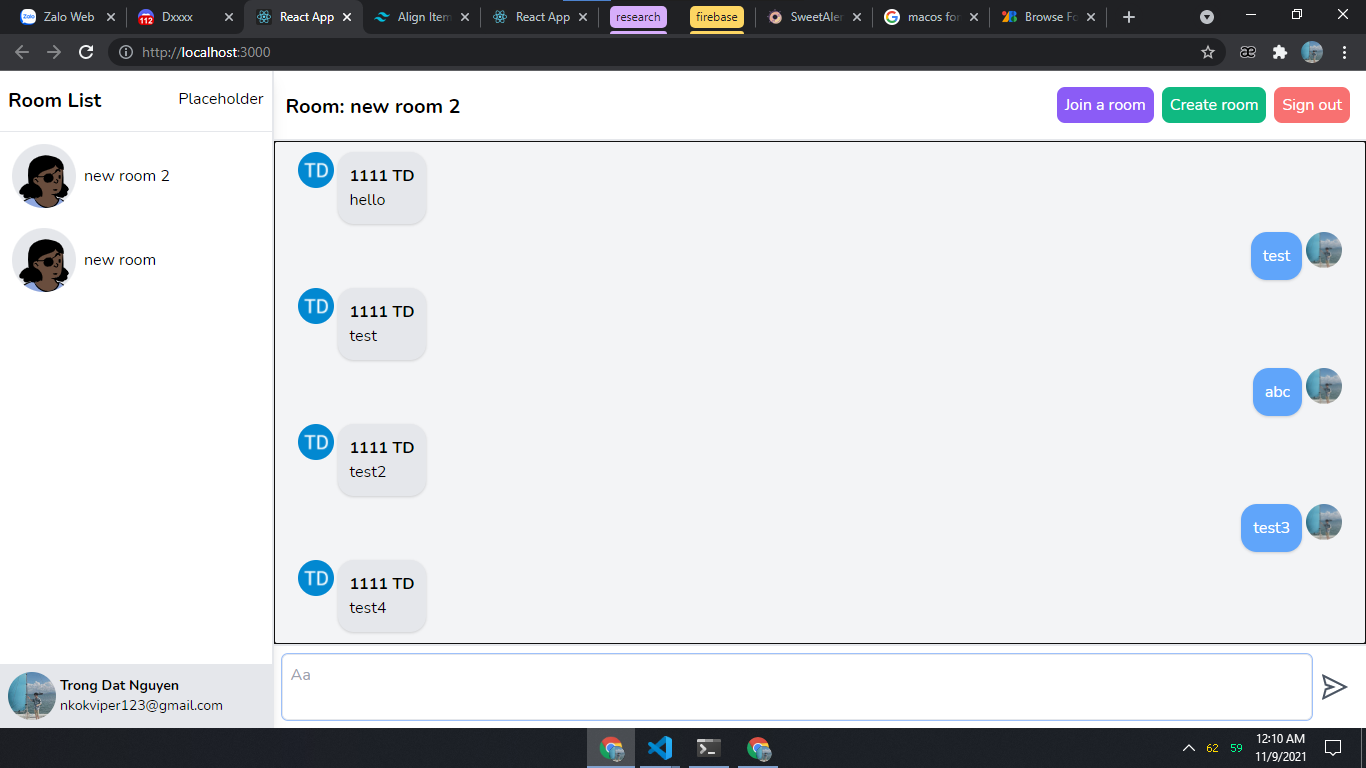 Zalo Web
112
Dxxxx
React App
Align Item
React App
research
firebase
SweetAler
macos for
Browse Fo
http://localhost:3000
æ
Room List
Placeholder
Room: new room 2
Join a room
Create room
Sign out
new room 2
new room
TD
1111 TD
hello
test
TD
1111 TD
test
abc
TD
1111 TD
test2
test3
TD
1111 TD
test4
Trong Dat Nguyen
nkokviper123@gmail.com
Aa
62
59
12:10 AM
11/9/2021